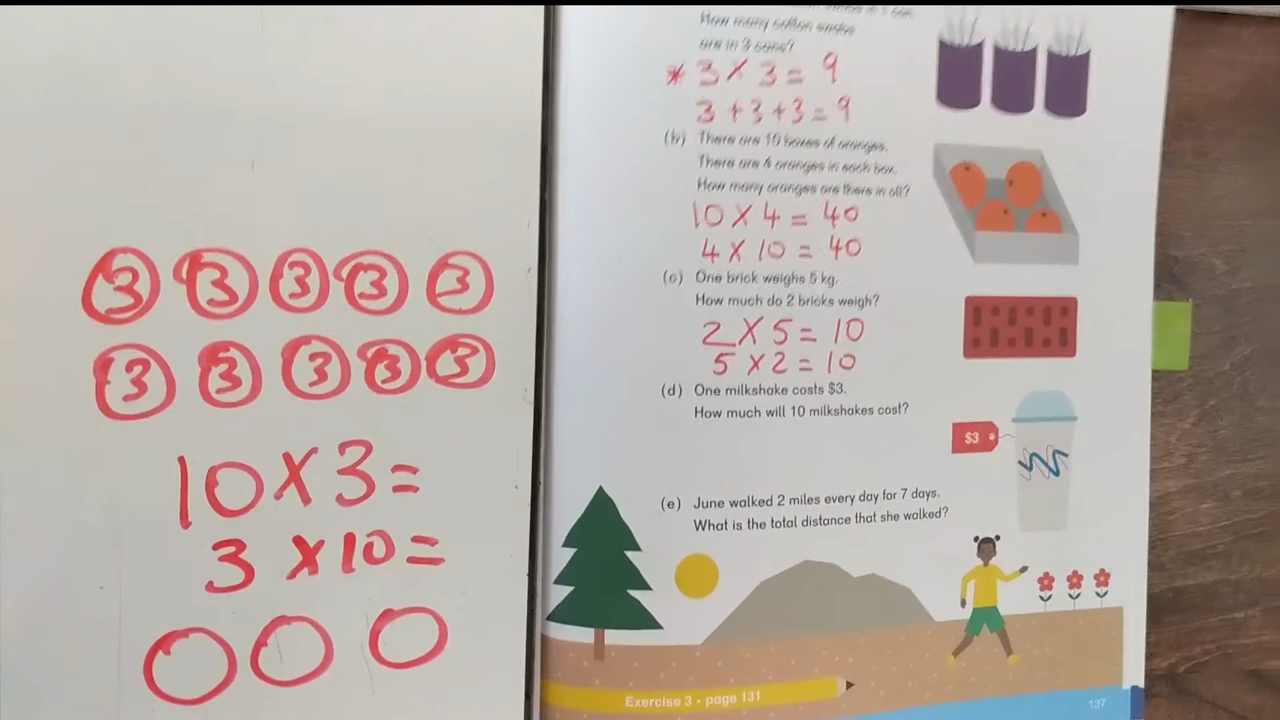 3 3 3 3 3
3 3 3 3 3
10 X 3 =
3 X 10 =
How many cotton
are in 3 cans?
* 3 X 3 = 9
3 + 3 + 3 = 9
(b) There are 10 boxes of oranges.
There are 4 oranges in each box.
How many oranges are there in all?
10 X 4 = 40
4 X 10 = 40
(c) One brick weighs 5 kg.
How much do 2 bricks weigh?
2 X 5 = 10
5 X 2 = 10
(d) One milkshake costs $3.
How much will 10 milkshakes cost?
$3
(e) June walked 2 miles every day for 7 days.
What is the total distance that she walked?
Exercise 3 • page 131
137